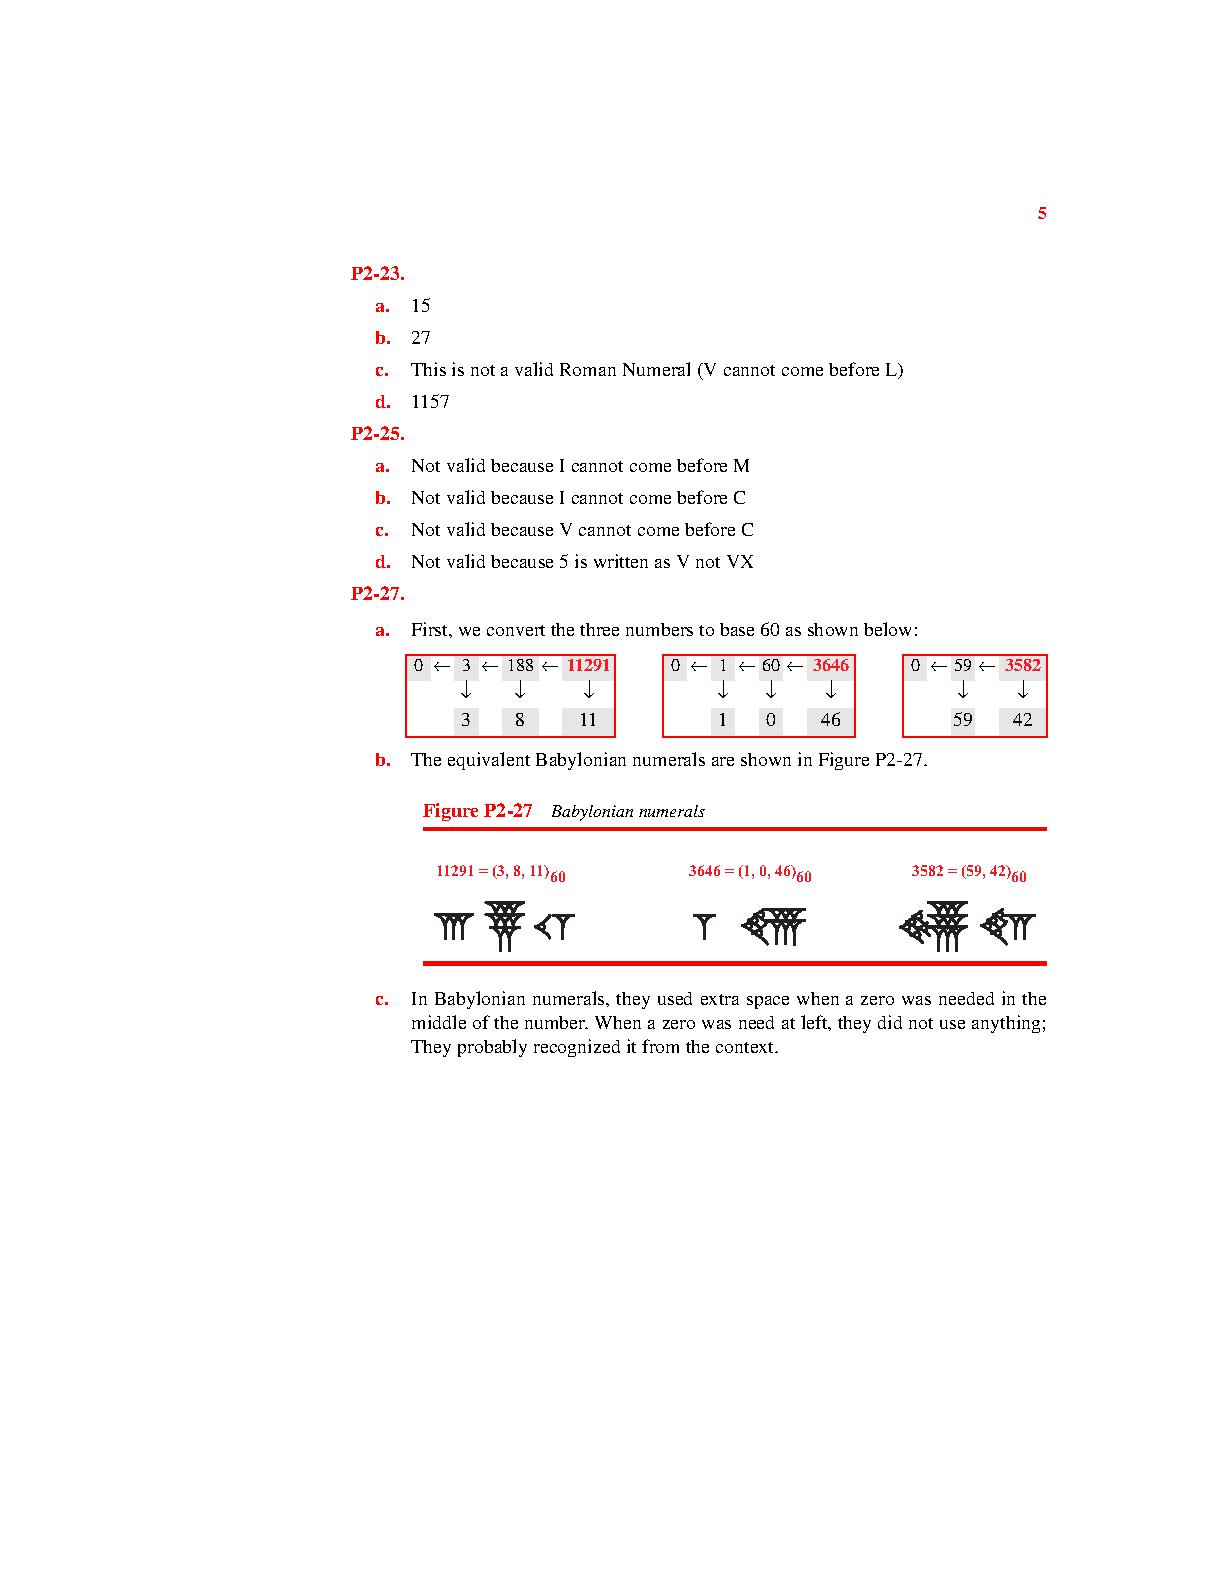 5
P2-23.
a. 15
b. 27
c. This is not a valid Roman Numeral (V cannot come before L)
d. 1157
P2-25.
a. Not valid because I cannot come before M
b. Not valid because I cannot come before C
c. Not valid because V cannot come before C
d. Not valid because 5 is written as V not VX
P2-27.
a. First, we convert the three numbers to base 60 as shown below:
0 ← 3 ← 188 ← 11291 0 ← 1 ← 60 ← 3646 0 ← 59 ← 3582
↓ ↓ ↓ ↓ ↓ ↓ ↓ ↓
3 8 11 1 0 46 59 42
b. The equivalent Babylonian numerals are shown in Figure P2-27.
Figure P2-27 Babylonian numerals
11291 = (3, 8, 11)60 3646 = (1, 0, 46)60 3582 = (59, 42)60
c. In Babylonian numerals, they used extra space when a zero was needed in the
middle of the number. When a zero was need at left, they did not use anything;
They probably recognized it from the context.